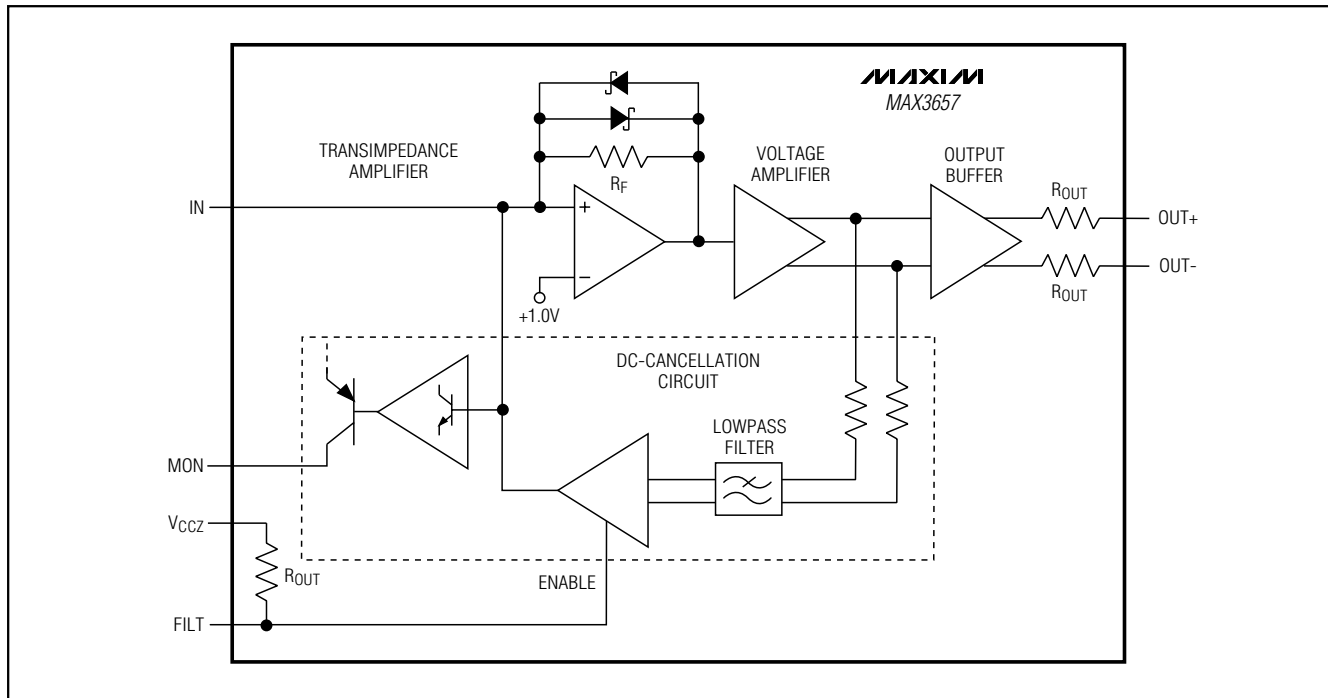 MAXIM
MAX3657
TRANSIMPEDANCE
AMPLIFIER
VOLTAGE
AMPLIFIER
OUTPUT
BUFFER
RF
ROUT
IN
+
OUT+
OUT-
−
ROUT
+1.0V
DC-CANCELLATION
CIRCUIT
LOWPASS
FILTER
MON
VCCZ
ROUT
ENABLE
FILT